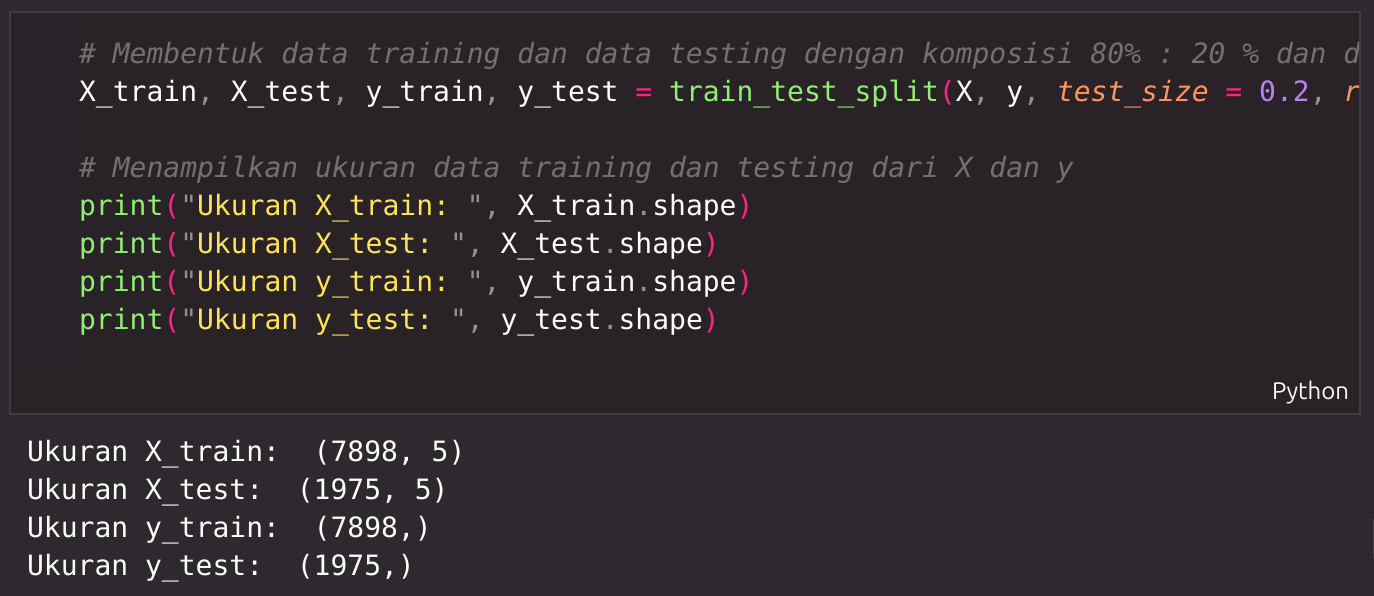 # Membentuk data training dan data testing dengan komposisi 80% : 20 % dan d
X_train, X_test, y_train, y_test = train_test_split(X, y, test_size = 0.2, r
# Menampilkan ukuran data training dan testing dari X dan y
print("Ukuran X_train: ", X_train.shape)
print("Ukuran X_test: ", X_test.shape)
print("Ukuran y_train: ", y_train.shape)
print("Ukuran y_test: ", y_test.shape)
Python
Ukuran X_train:  (7898, 5)
Ukuran X_test:  (1975, 5)
Ukuran y_train:  (7898,)
Ukuran y_test:  (1975,)